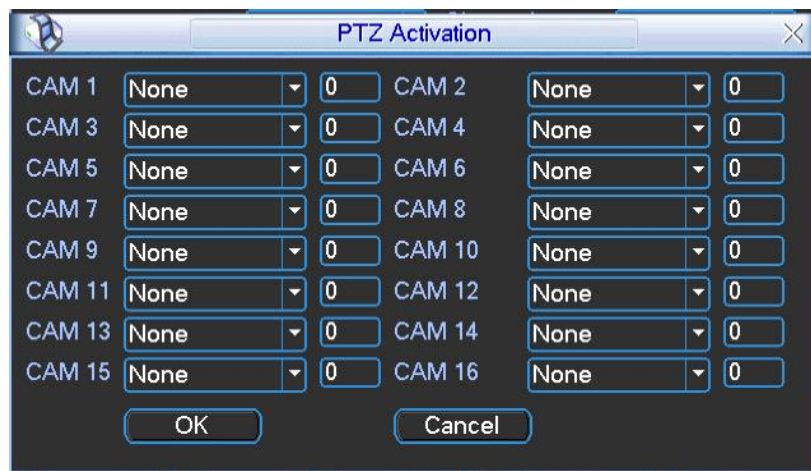 PTZ Activation
CAM 1 None 0 CAM 2 None 0
CAM 3 None 0 CAM 4 None 0
CAM 5 None 0 CAM 6 None 0
CAM 7 None 0 CAM 8 None 0
CAM 9 None 0 CAM 10 None 0
CAM 11 None 0 CAM 12 None 0
CAM 13 None 0 CAM 14 None 0
CAM 15 None 0 CAM 16 None 0
OK Cancel